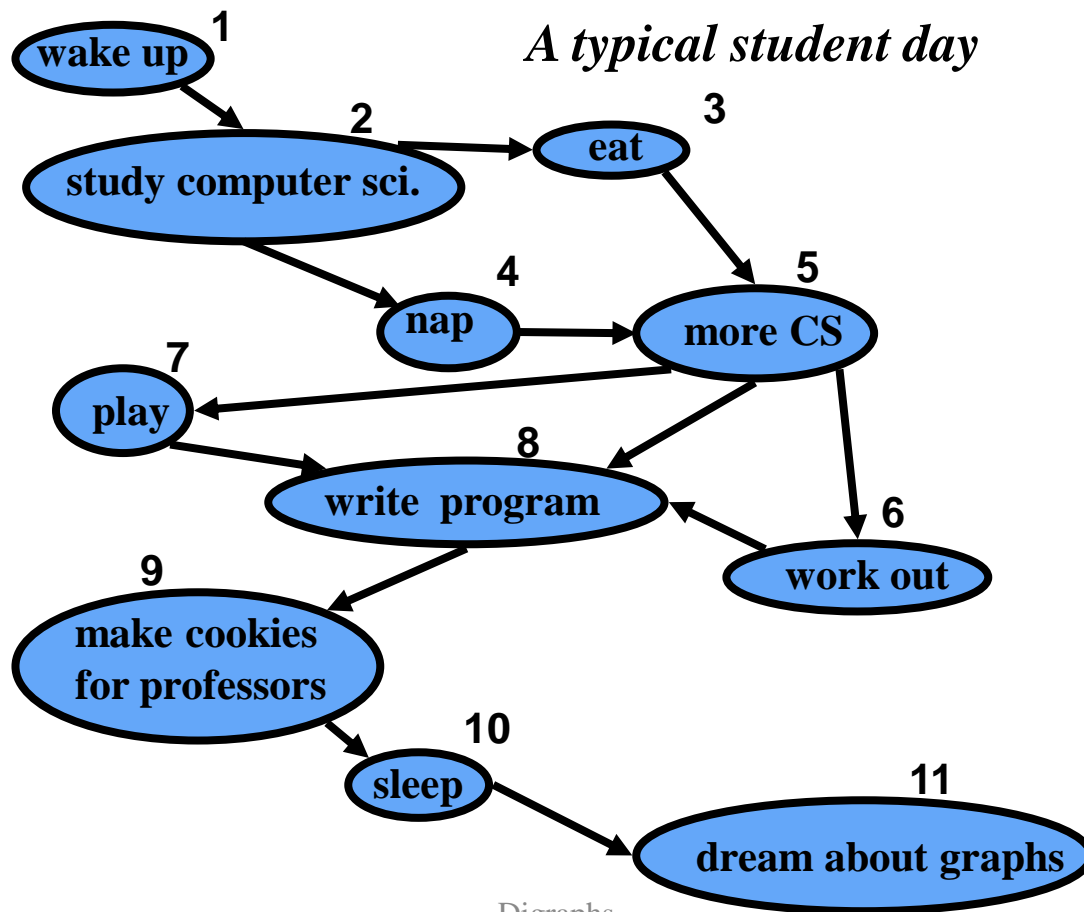 A typical student day
1
wake up
2
study computer sci.
3
eat
4
nap
5
more CS
7
play
8
write program
6
work out
9
make cookies
for professors
10
sleep
11
dream about graphs
Digraphs